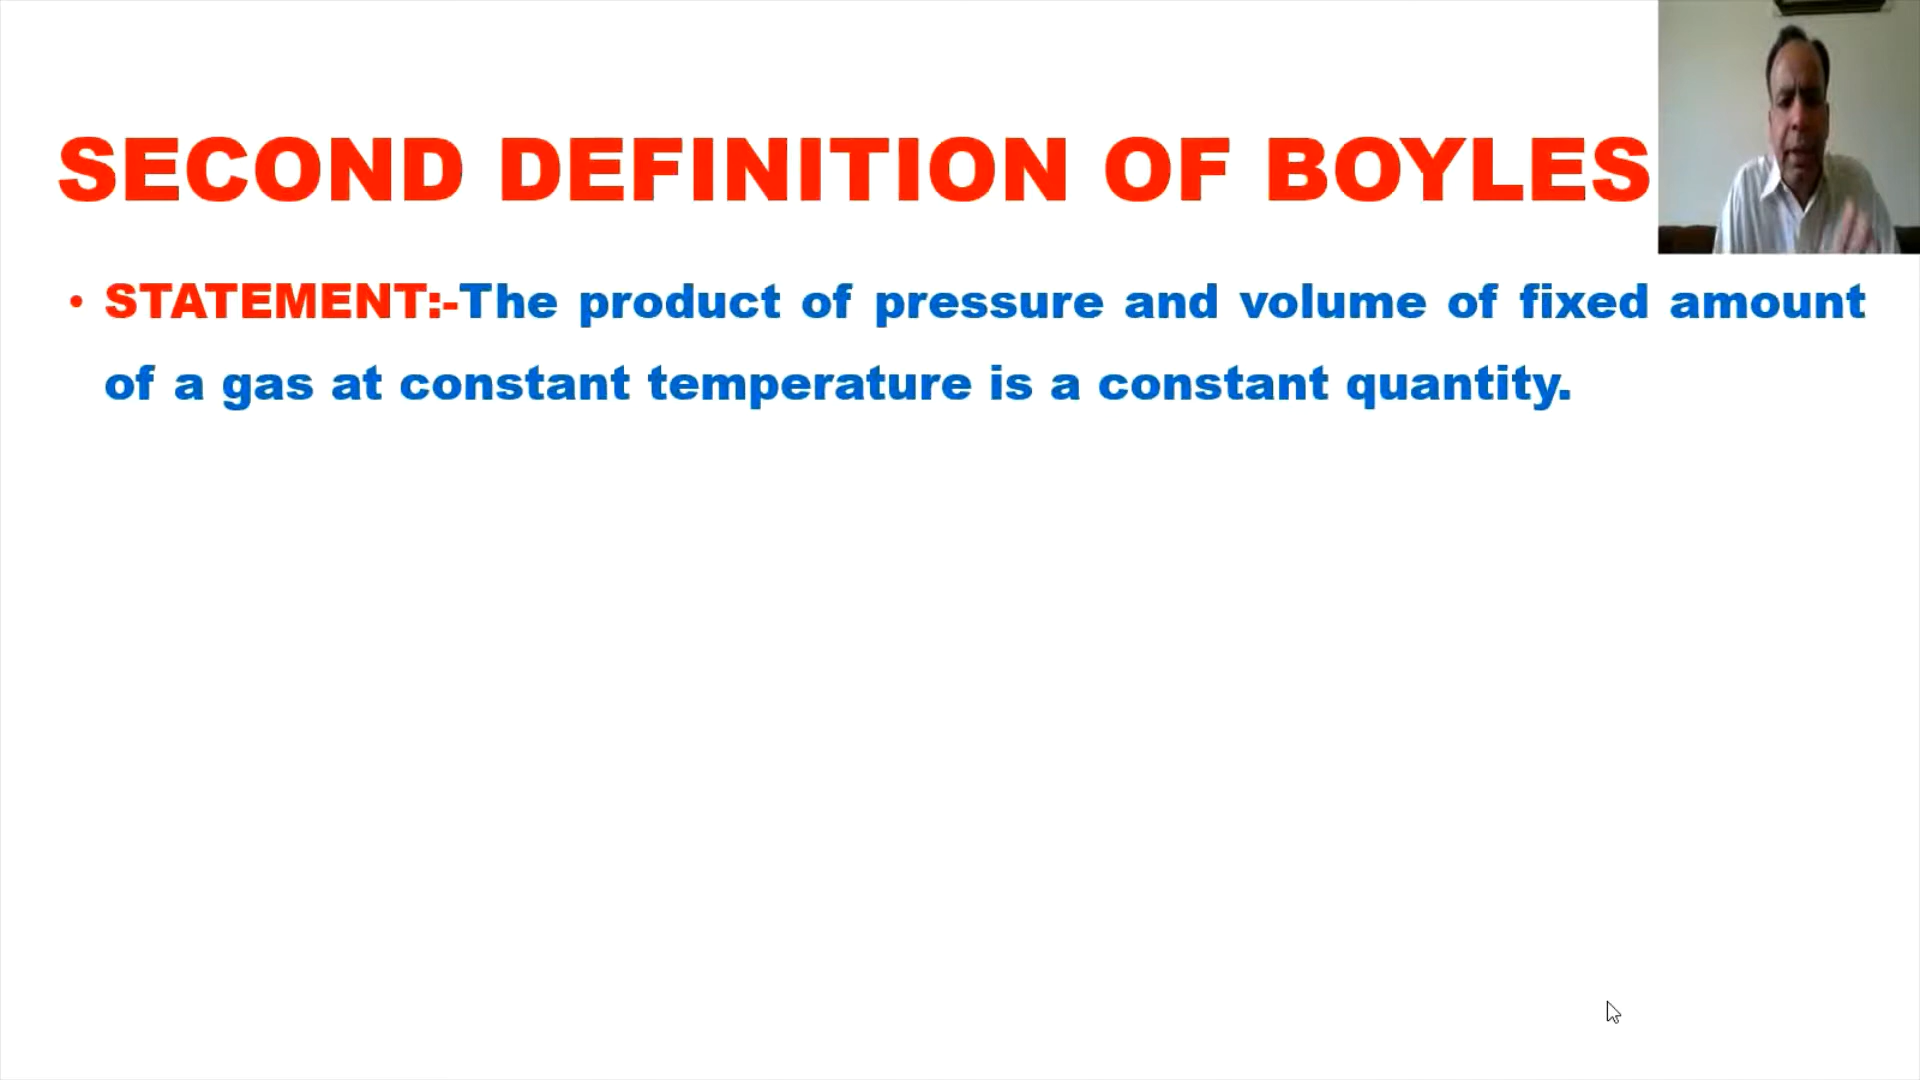 SECOND DEFINITION OF BOYLES
• STATEMENT:-The product of pressure and volume of fixed amount
of a gas at constant temperature is a constant quantity.